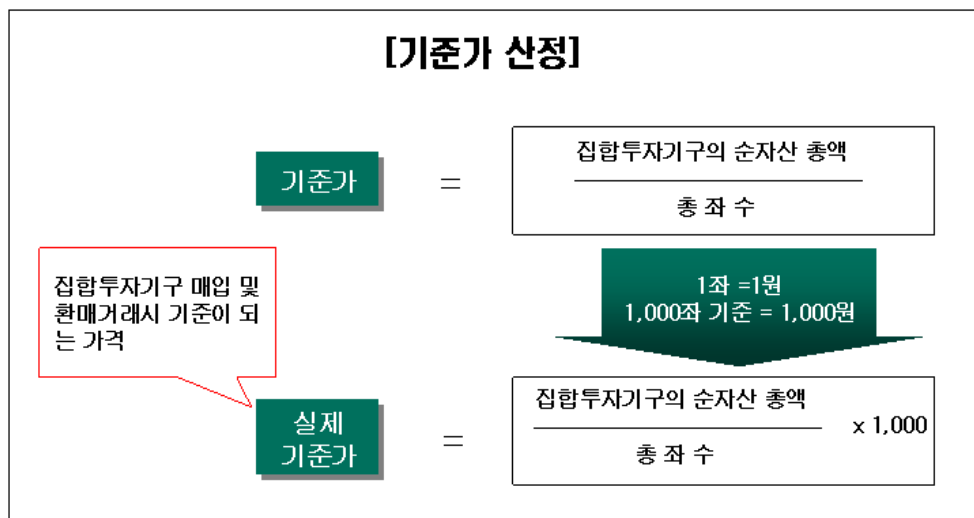 [기준가 산정]
기준가
=
집합투자기구의 순자산 총액
총 좌 수
집합투자기구 매입 및
환매거래시 기준이 되
는 가격
1좌 =1원
1,000좌 기준 = 1,000원
실제
기준가
=
집합투자기구의 순자산 총액
총 좌 수
x 1,000